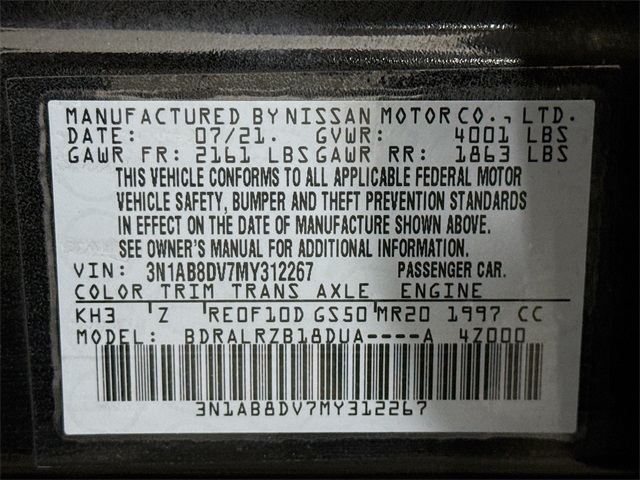 MANUFACTURED BY NISSAN MOTOR CO., LTD.
DATE: 07/21. GVWR: 4001 LBS
GAWR FR: 2161 LBS GAWR RR: 1863 LBS
THIS VEHICLE CONFORMS TO ALL APPLICABLE FEDERAL MOTOR
VEHICLE SAFETY, BUMPER AND THEFT PREVENTION STANDARDS
IN EFFECT ON THE DATE OF MANUFACTURE SHOWN ABOVE.
SEE OWNER'S MANUAL FOR ADDITIONAL INFORMATION.
VIN: 3N1AB8DV7MY312267 PASSENGER CAR.
COLOR TRIM TRANS AXLE ENGINE
KH3 Z RE0F10D GS50 MR20 1997 CC
MODEL: BDRALRZB18DUA----A 4Z000
3N1AB8DV7MY312267